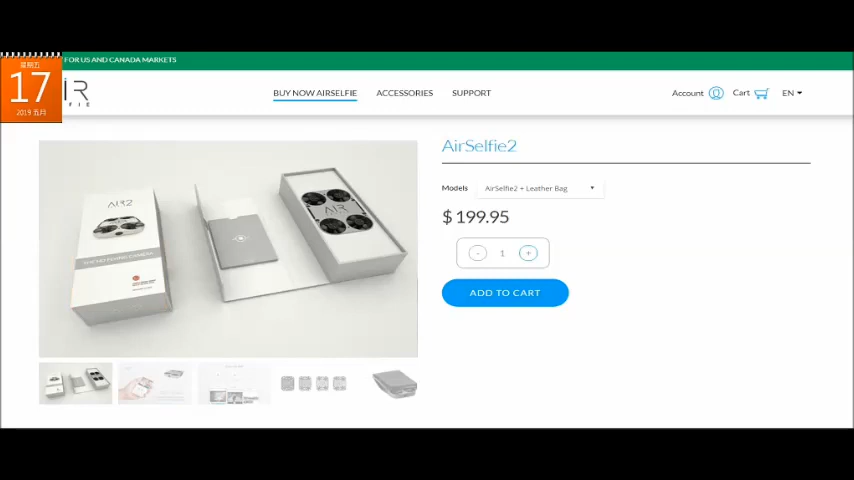 星期五
17
2019 五月
FOR US AND CANADA MARKETS
BUY NOW AIRSELFIE
ACCESSORIES
SUPPORT
Account
Cart
EN
AirSelfie2
Models
AirSelfie2 + Leather Bag
$ 199.95
- 1 +
ADD TO CART
AIR2
AIR